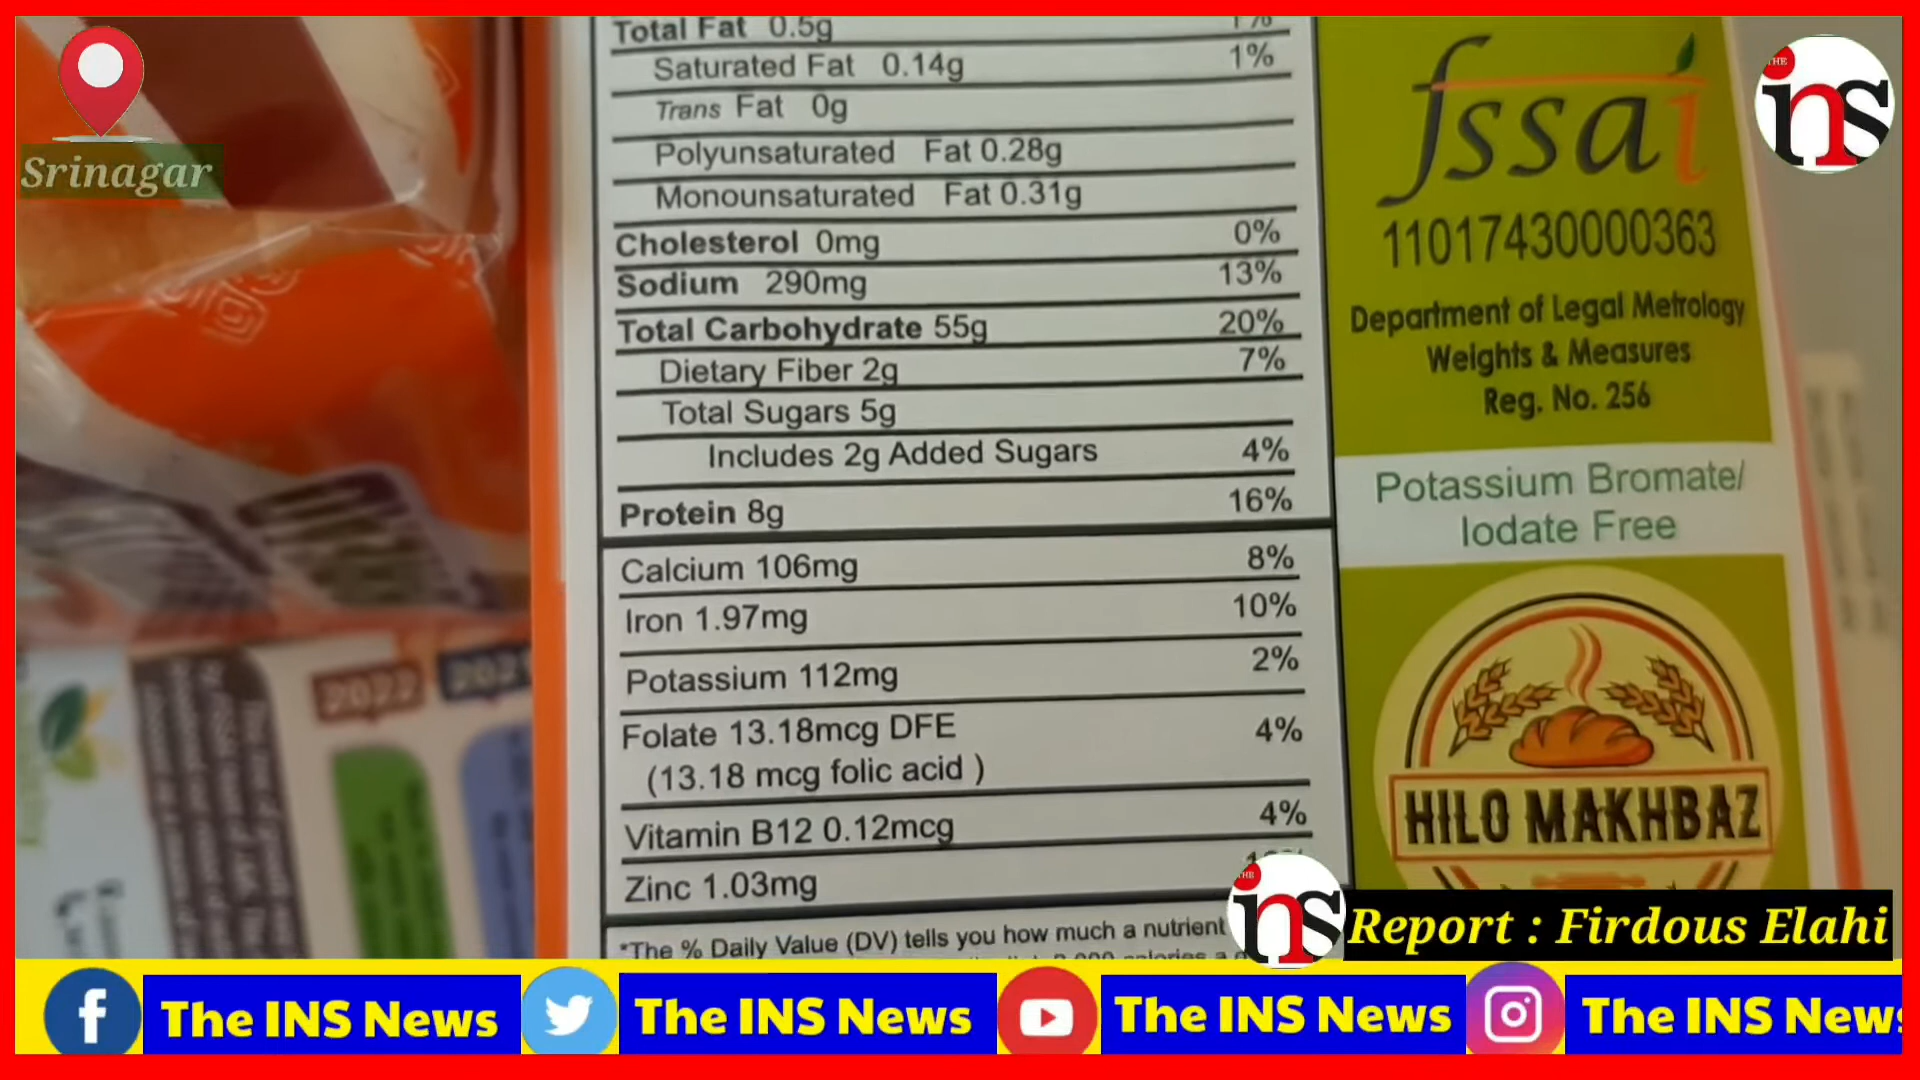 Srinagar
Total Fat 0.5g 1%
Saturated Fat 0.14g 1%
Trans Fat 0g
Polyunsaturated Fat 0.28g
Monounsaturated Fat 0.31g
Cholesterol 0mg 0%
Sodium 290mg 13%
Total Carbohydrate 55g 20%
Dietary Fiber 2g 7%
Total Sugars 5g
Includes 2g Added Sugars 4%
Protein 8g 16%
Calcium 106mg 8%
Iron 1.97mg 10%
Potassium 112mg 2%
Folate 13.18mcg DFE 4%
(13.18 mcg folic acid )
Vitamin B12 0.12mcg 4%
Zinc 1.03mg
*The % Daily Value (DV) tells you how much a nutrient
fssai
11017430000363
Department of Legal Metrology
Weights & Measures
Reg. No. 256
Potassium Bromate/
Iodate Free
HILO MAKHBAZ
THE
ins
2022
THE
ins
Report : Firdous Elahi
The INS News
The INS News
The INS News
The INS News